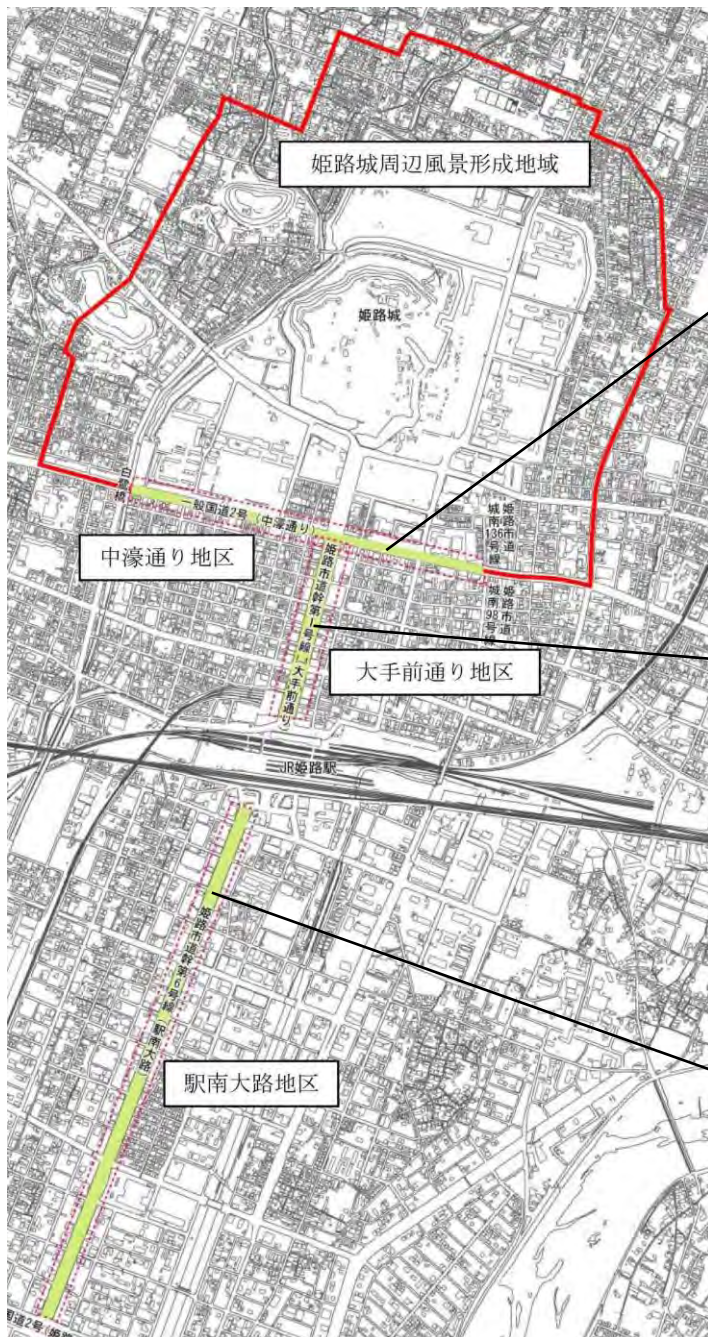 姫路城周辺風景形成地域
姫路城
白鷺橋
一般国道2号(中濠通り)
姫路市道
城南136号線
中濠通り地区
姫路市道幹第1号線(大手前通り)
姫路市道
城南98号線
大手前通り地区
JR姫路駅
姫路市道幹第6号線(駅南大路)
駅南大路地区
国道2号